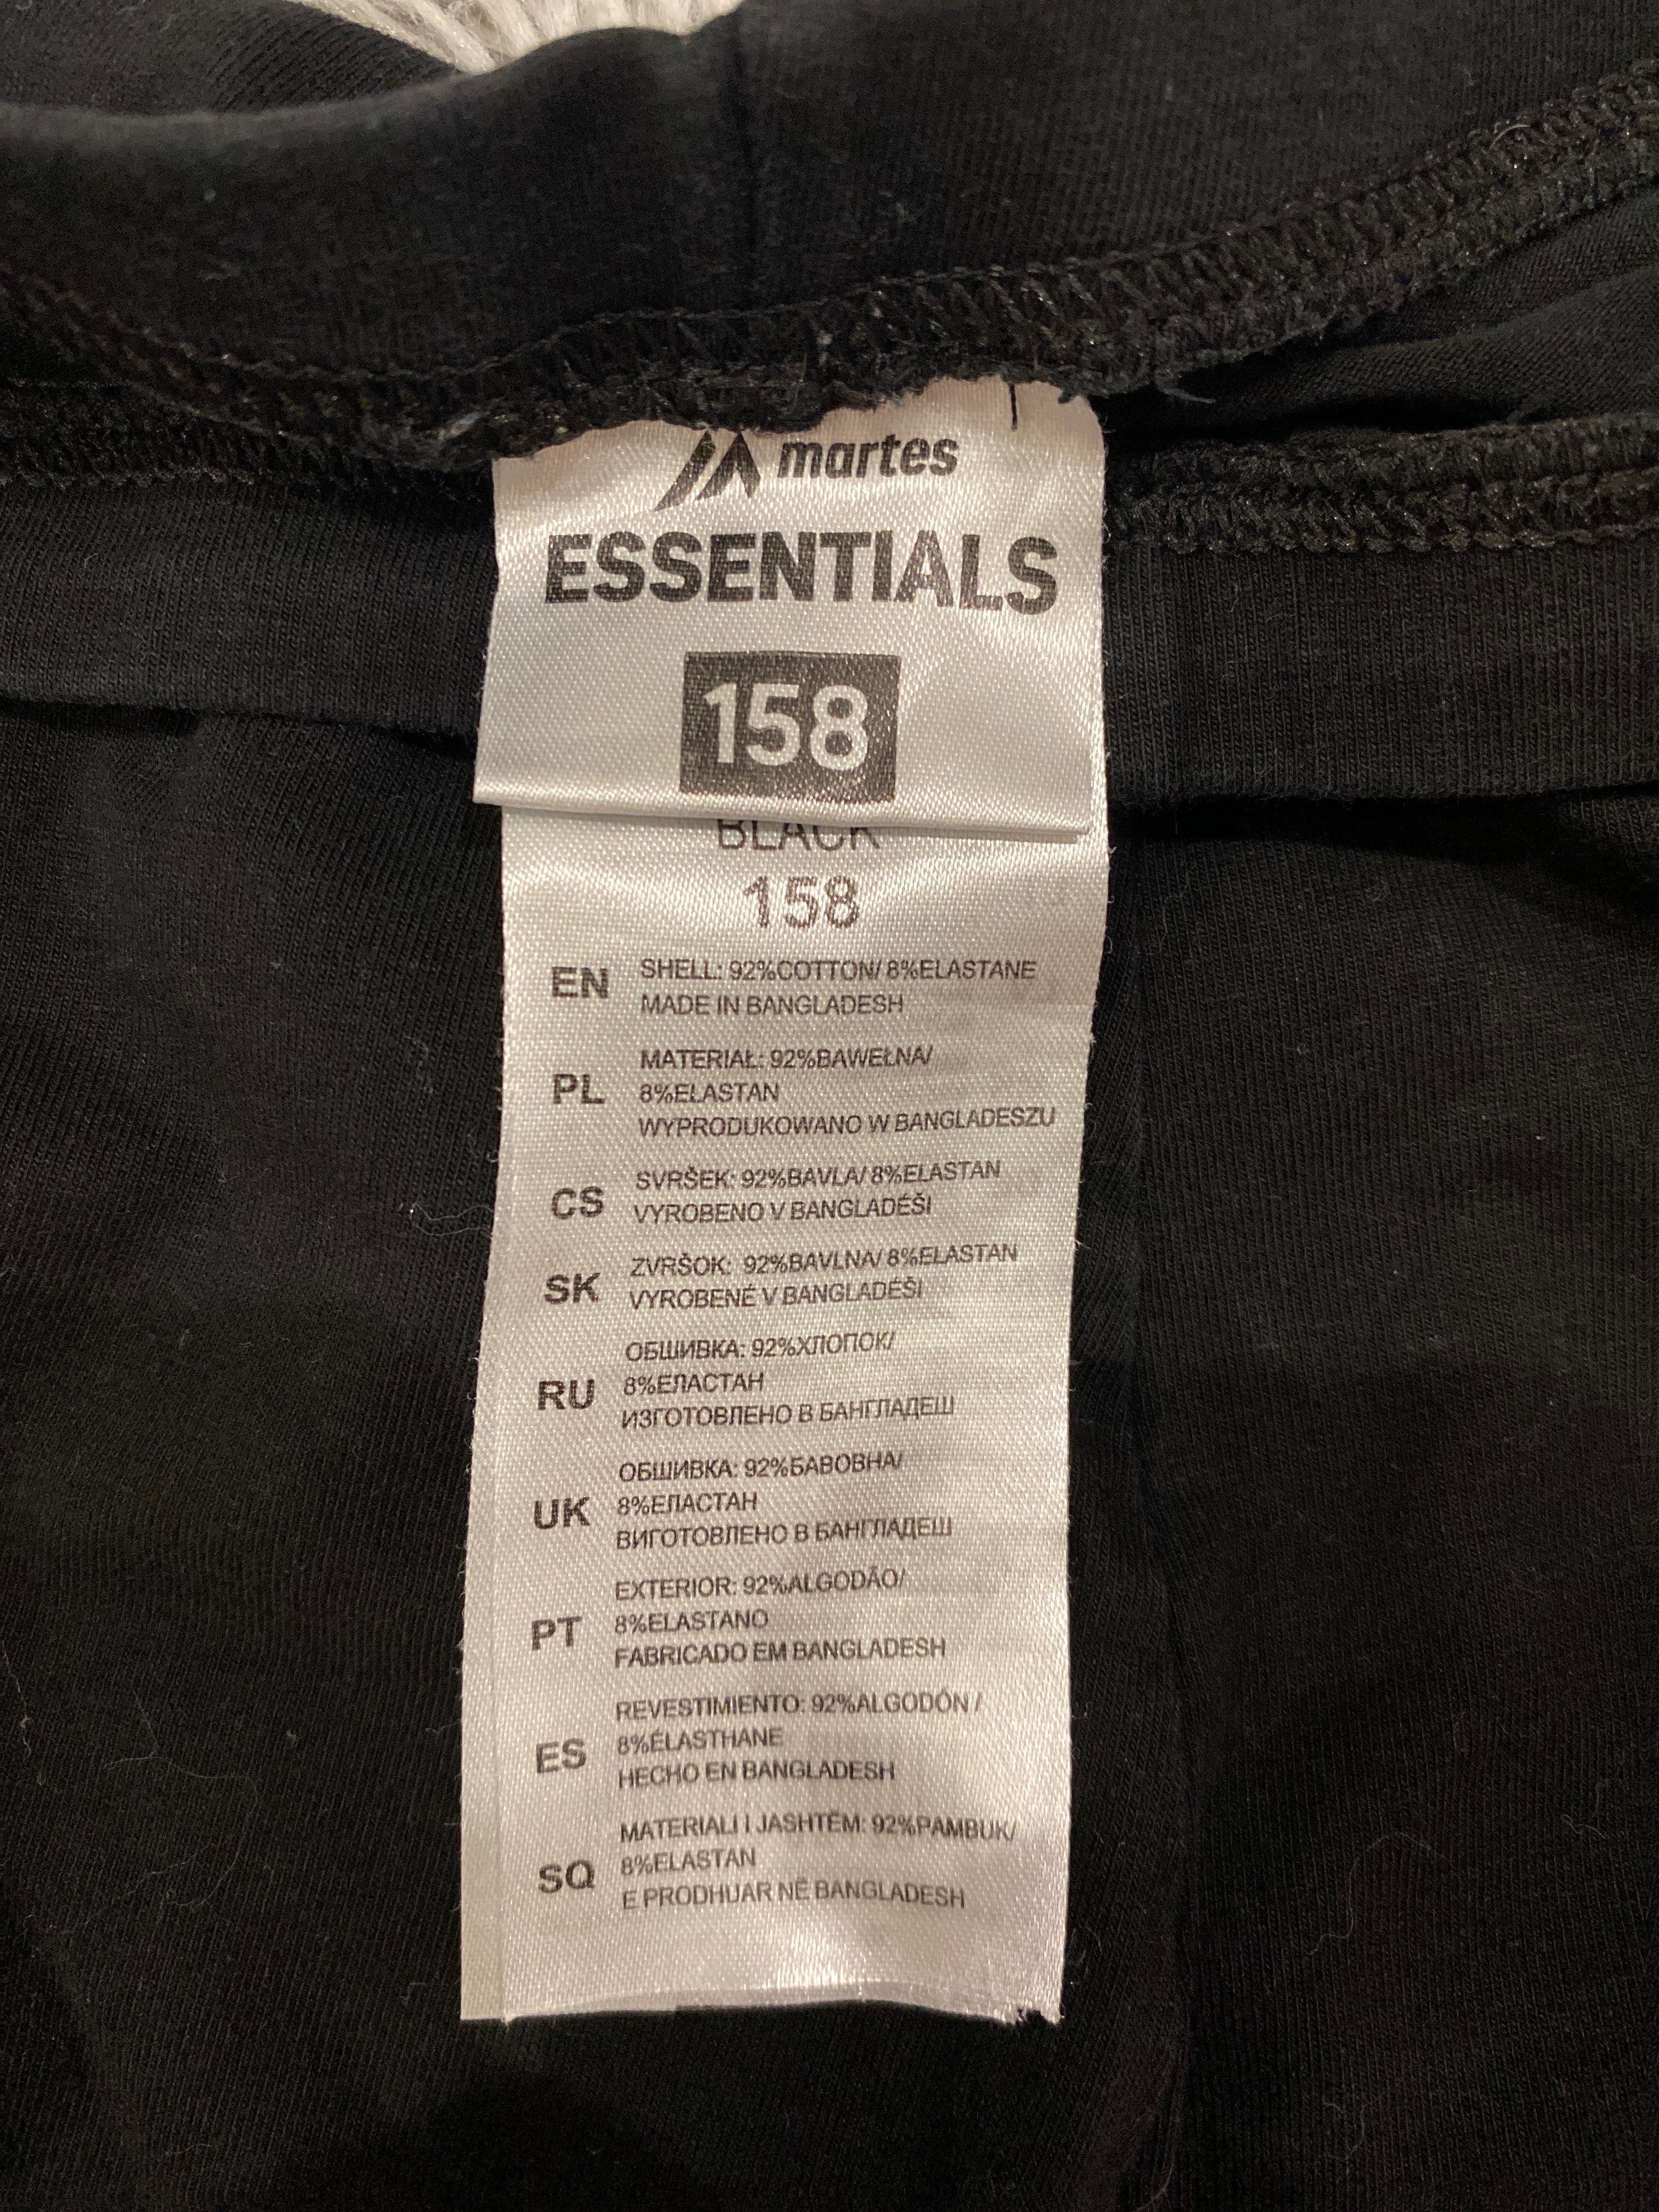 martes
ESSENTIALS
158
BLACK
158
EN
SHELL: 92%COTTON/ 8%ELASTANE
MADE IN BANGLADESH
PL
MATERIAŁ: 92%BAWEŁNA/
8%ELASTAN
WYPRODUKOWANO W BANGLADESZU
CS
SVRŠEK: 92%BAVLA/ 8%ELASTAN
VYROBENO V BANGLADÉŠI
SK
ZVRŠOK: 92%BAVLNA/ 8%ELASTAN
VYROBENÉ V BANGLADÉŠI
RU
ОБШИВКА: 92%ХЛОПОК/
8%ЕЛАСТАН
ИЗГОТОВЛЕНО В БАНГЛАДЕШ
UK
ОБШИВКА: 92%БАВОВНА/
8%ЕЛАСТАН
ВИГОТОВЛЕНО В БАНГЛАДЕШ
PT
EXTERIOR: 92%ALGODÃO/
8%ELASTANO
FABRICADO EM BANGLADESH
ES
REVESTIMIENTO: 92%ALGODÓN /
8%ÉLASTHANE
HECHO EN BANGLADESH
SQ
MATERIALI I JASHTËM: 92%PAMBUK/
8%ELASTAN
E PRODHUAR NË BANGLADESH